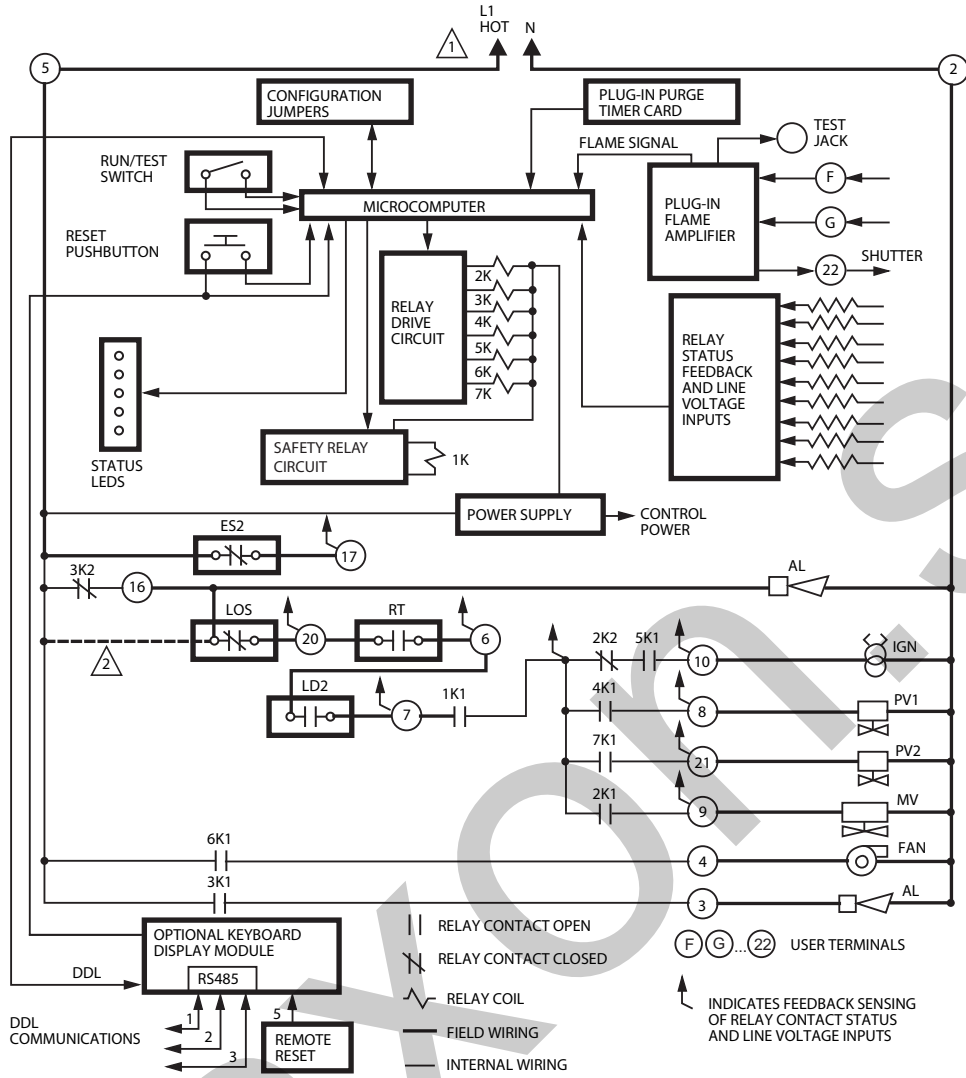 L1
HOT N
1
5
2
CONFIGURATION
JUMPERS
PLUG-IN PURGE
TIMER CARD
TEST
JACK
FLAME SIGNAL
RUN/TEST
SWITCH
F
MICROCOMPUTER
PLUG-IN
FLAME
AMPLIFIER
G
RESET
PUSHBUTTON
22
SHUTTER
RELAY
DRIVE
CIRCUIT
2K
3K
4K
5K
6K
7K
RELAY
STATUS
FEEDBACK
AND LINE
VOLTAGE
INPUTS
STATUS
LEDS
SAFETY RELAY
CIRCUIT
1K
POWER SUPPLY
CONTROL
POWER
ES2
17
3K2
16
AL
LOS
20
RT
6
2
2K2
5K1
10
IGN
LD2
7
1K1
4K1
8
PV1
7K1
21
PV2
2K1
9
MV
6K1
4
FAN
3K1
3
AL
OPTIONAL KEYBOARD
DISPLAY MODULE
RS485
DDL
DDL
COMMUNICATIONS
1
2
3
5
REMOTE
RESET
RELAY CONTACT OPEN
RELAY CONTACT CLOSED
RELAY COIL
FIELD WIRING
INTERNAL WIRING
F G ... 22 USER TERMINALS
INDICATES FEEDBACK SENSING
OF RELAY CONTACT STATUS
AND LINE VOLTAGE INPUTS
xon.s